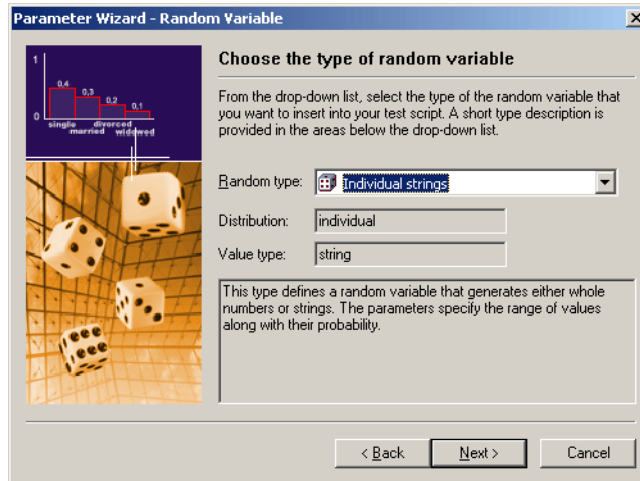 Parameter Wizard - Random Variable
1
0,4
0,3
0,2
0,1
0
single divorced
married widowed
Choose the type of random variable
From the drop-down list, select the type of the random variable that
you want to insert into your test script. A short type description is
provided in the areas below the drop-down list.
Random type: Individual strings
Distribution: individual
Value type: string
This type defines a random variable that generates either whole
numbers or strings. The parameters specify the range of values
along with their probability.
< Back Next > Cancel